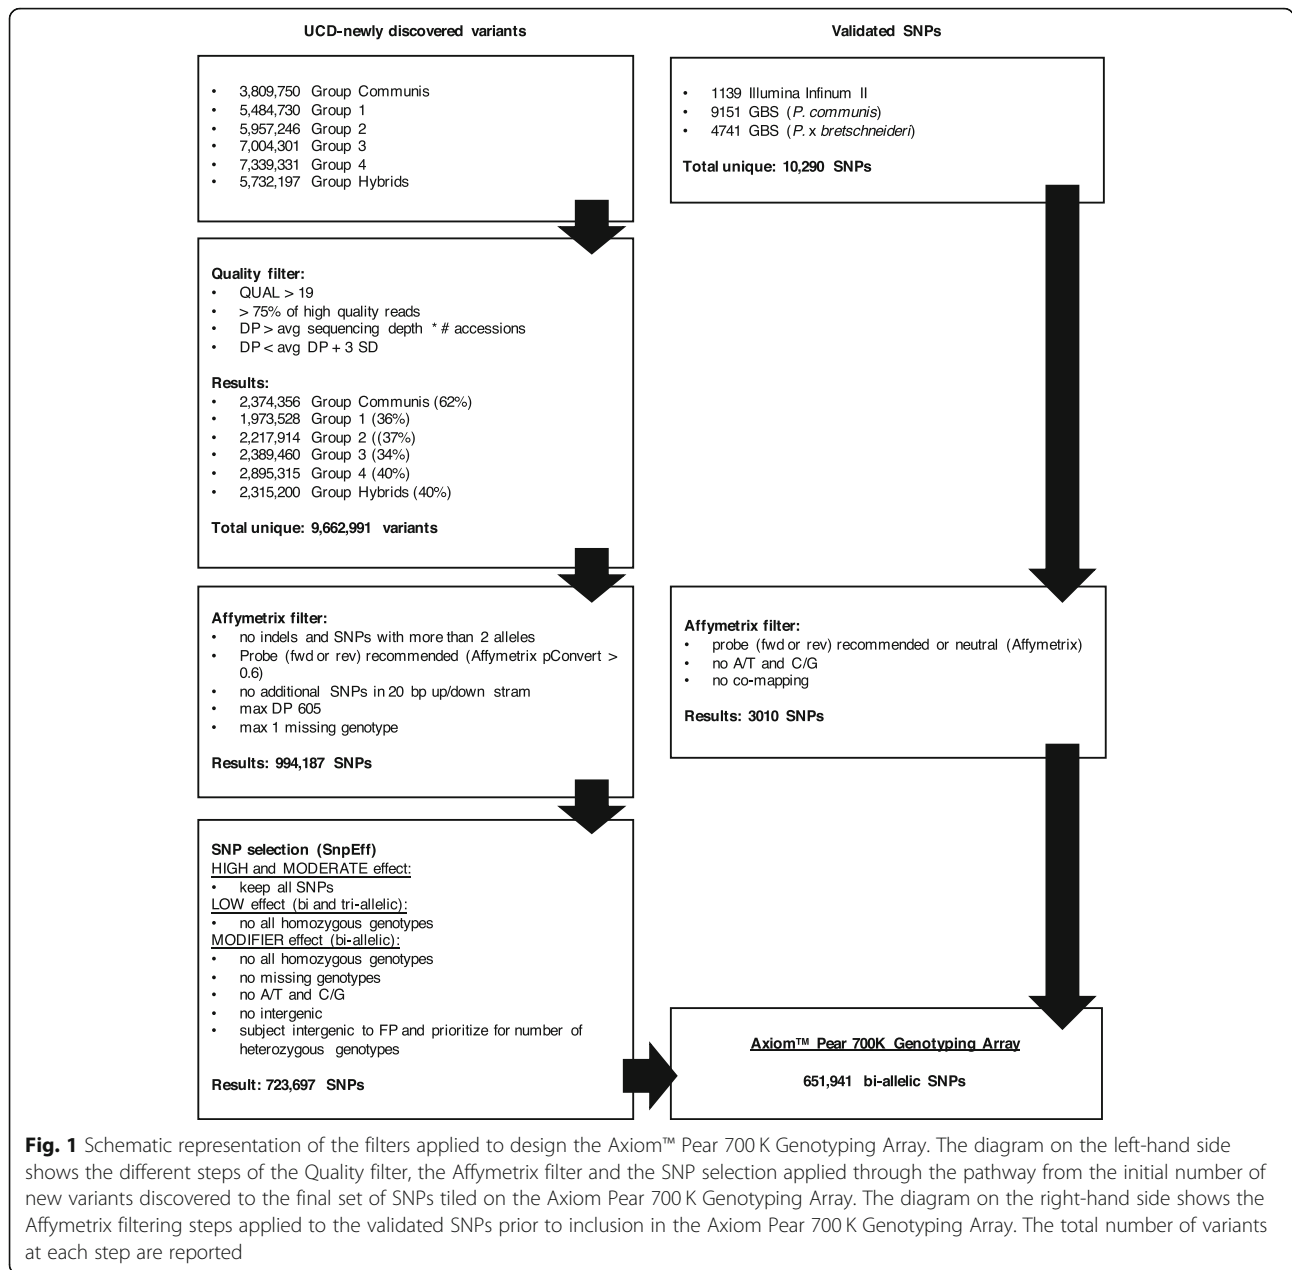 UCD-newly discovered variants
• 3,809,750 Group Communis
• 5,484,730 Group 1
• 5,957,246 Group 2
• 7,004,301 Group 3
• 7,339,331 Group 4
• 5,732,197 Group Hybrids
Quality filter:
• QUAL > 19
• > 75% of high quality reads
• DP > avg sequencing depth * # accessions
• DP < avg DP + 3 SD
Results:
• 2,374,356 Group Communis (62%)
• 1,973,528 Group 1 (36%)
• 2,217,914 Group 2 ((37%)
• 2,389,460 Group 3 (34%)
• 2,895,315 Group 4 (40%)
• 2,315,200 Group Hybrids (40%)
Total unique: 9,662,991 variants
Affymetrix filter:
• no indels and SNPs with more than 2 alleles
• Probe (fwd or rev) recommended (Affymetrix pConvert >
0.6)
• no additional SNPs in 20 bp up/down stram
• max DP 605
• max 1 missing genotype
Results: 994,187 SNPs
SNP selection (SnpEff)
HIGH and MODERATE effect:
• keep all SNPs
LOW effect (bi and tri-allelic):
• no all homozygous genotypes
MODIFIER effect (bi-allelic):
• no all homozygous genotypes
• no missing genotypes
• no A/T and C/G
• no intergenic
• subject intergenic to FP and prioritize for number of
heterozygous genotypes
Result: 723,697 SNPs
Validated SNPs
• 1139 Illumina Infinum II
• 9151 GBS (P. communis)
• 4741 GBS (P. x bretschneideri)
Total unique: 10,290 SNPs
Affymetrix filter:
• probe (fwd or rev) recommended or neutral (Affymetrix)
• no A/T and C/G
• no co-mapping
Results: 3010 SNPs
Axiom™ Pear 700K Genotyping Array
651,941 bi-allelic SNPs
Fig. 1 Schematic representation of the filters applied to design the Axiom™ Pear 700 K Genotyping Array. The diagram on the left-hand side
shows the different steps of the Quality filter, the Affymetrix filter and the SNP selection applied through the pathway from the initial number of
new variants discovered to the final set of SNPs tiled on the Axiom Pear 700 K Genotyping Array. The diagram on the right-hand side shows the
Affymetrix filtering steps applied to the validated SNPs prior to inclusion in the Axiom Pear 700 K Genotyping Array. The total number of variants
at each step are reported